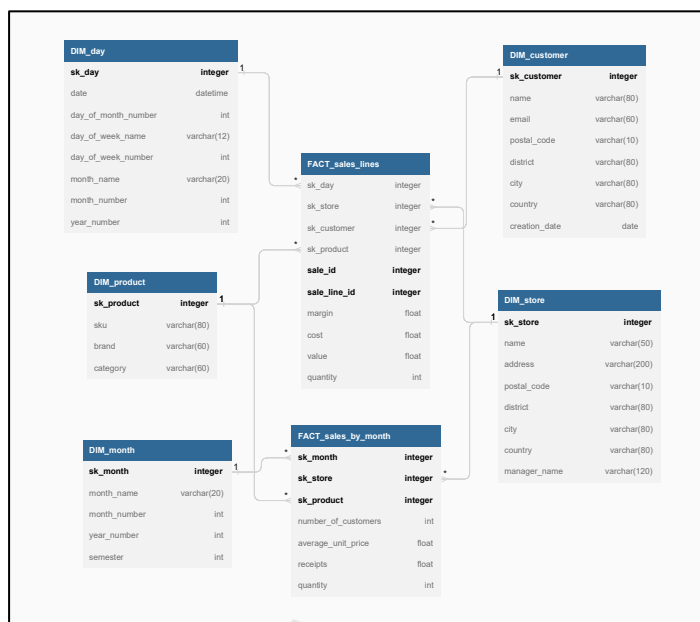 DIM_day
sk_day integer
date datetime
day_of_month_number int
day_of_week_name varchar(12)
day_of_week_number int
month_name varchar(20)
month_number int
year_number int
DIM_customer
sk_customer integer
name varchar(80)
email varchar(60)
postal_code varchar(10)
district varchar(80)
city varchar(80)
country varchar(80)
creation_date date
FACT_sales_lines
sk_day integer
sk_store integer
sk_customer integer
sk_product integer
sale_id integer
sale_line_id integer
margin float
cost float
value float
quantity int
DIM_product
sk_product integer
sku varchar(80)
brand varchar(60)
category varchar(60)
DIM_store
sk_store integer
name varchar(50)
address varchar(200)
postal_code varchar(10)
district varchar(80)
city varchar(80)
country varchar(80)
manager_name varchar(120)
DIM_month
sk_month integer
month_name varchar(20)
month_number int
year_number int
semester int
FACT_sales_by_month
sk_month integer
sk_store integer
sk_product integer
number_of_customers int
average_unit_price float
receipts float
quantity int
1
1
*
*
*
*
1
1
1
*
*
*